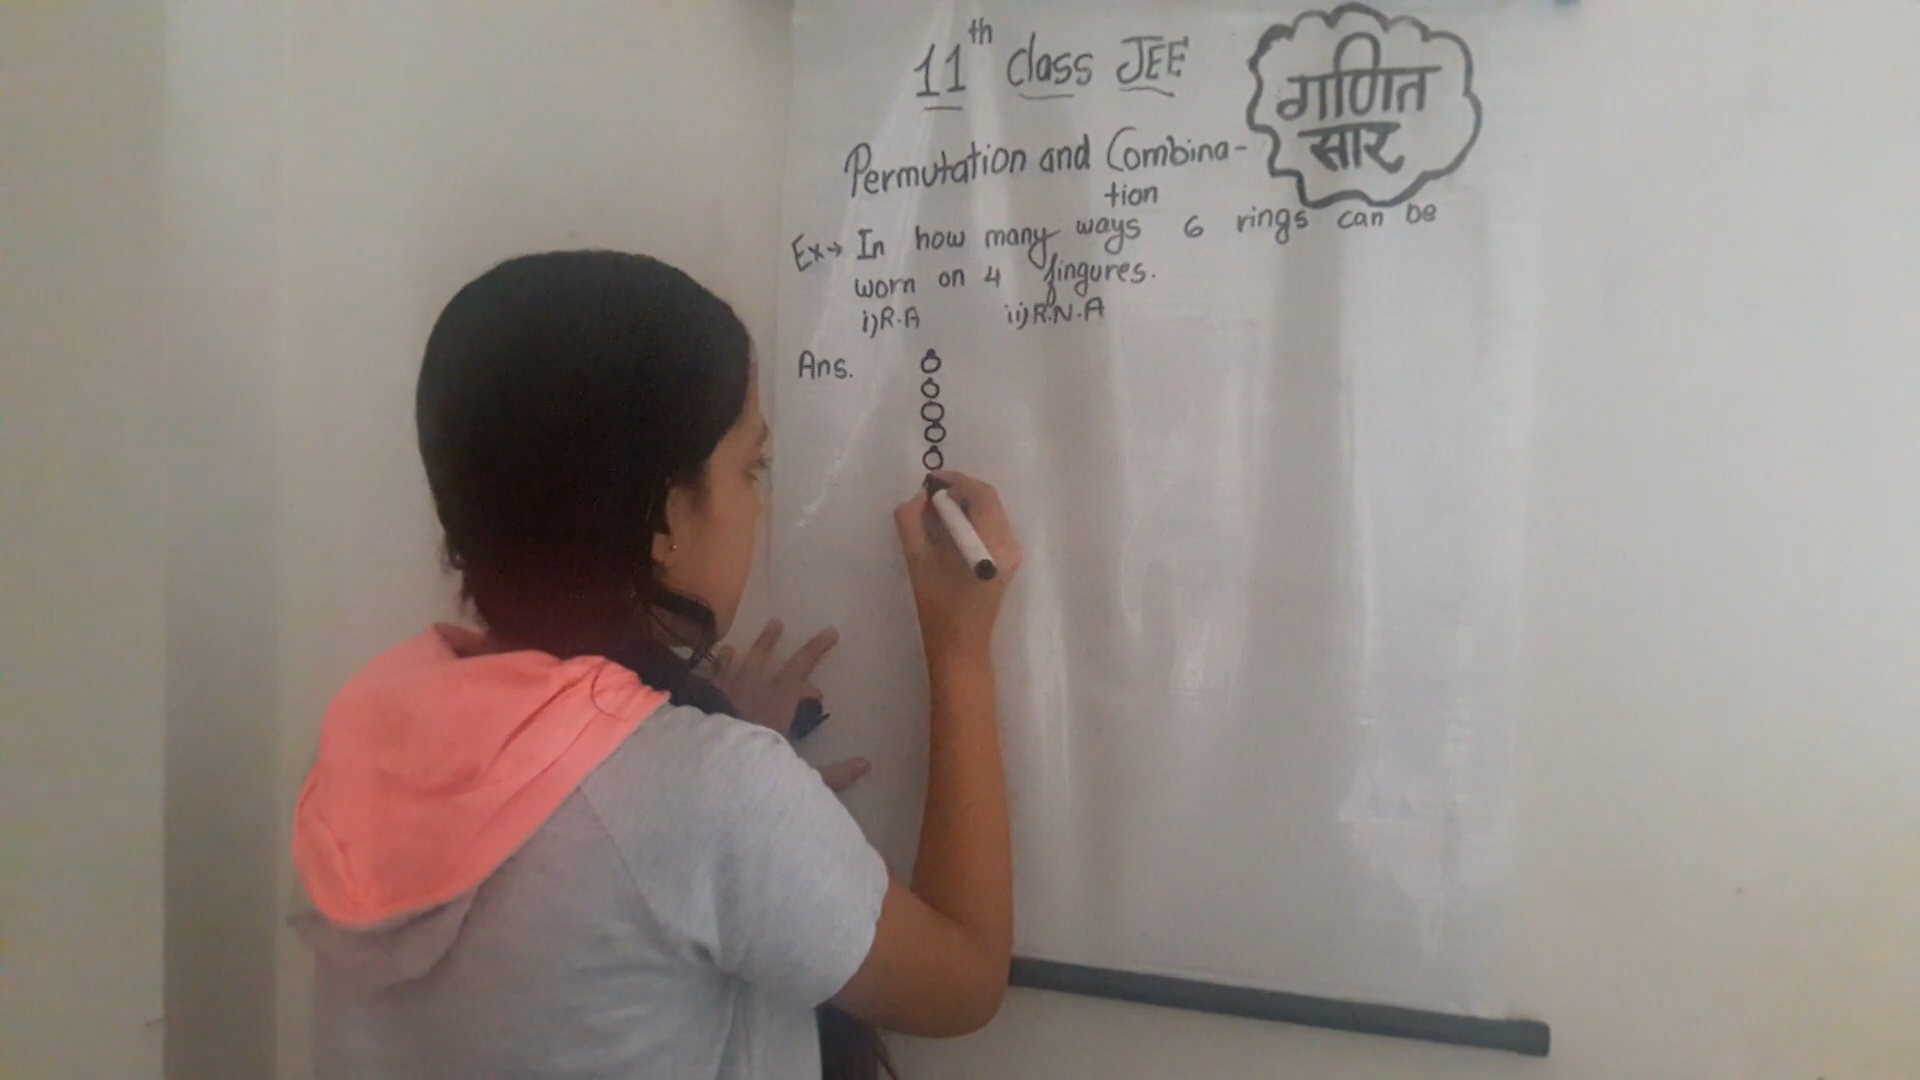 11th class JEE
गणित
सार
Permutation and Combina-
tion
Ex→ In how many ways 6 rings can be
worn on 4 fingures.
i) R.A ii) R.N.A
Ans.